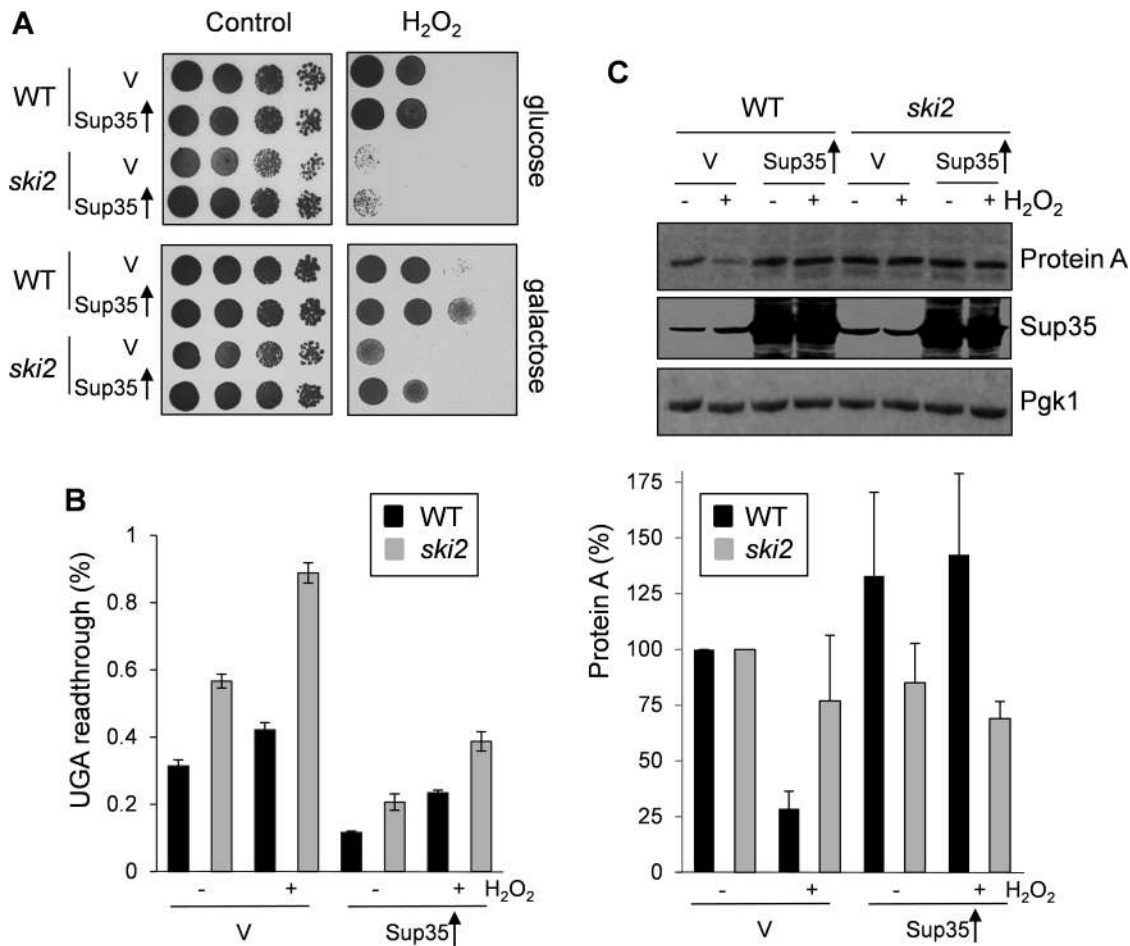 A
Control
H₂O₂
WT
V
Sup35
ski2
V
Sup35
glucose
WT
V
Sup35
ski2
V
Sup35
galactose
B
UGA readthrough (%)
1
0.8
0.6
0.4
0.2
0
WT
ski2
- + - + H₂O₂
V Sup35
C
WT ski2
V Sup35 V Sup35
- + - + - + - + H₂O₂
Protein A
Sup35
Pgk1
Protein A (%)
175
150
125
100
75
50
25
0
WT
ski2
- + - + H₂O₂
V Sup35